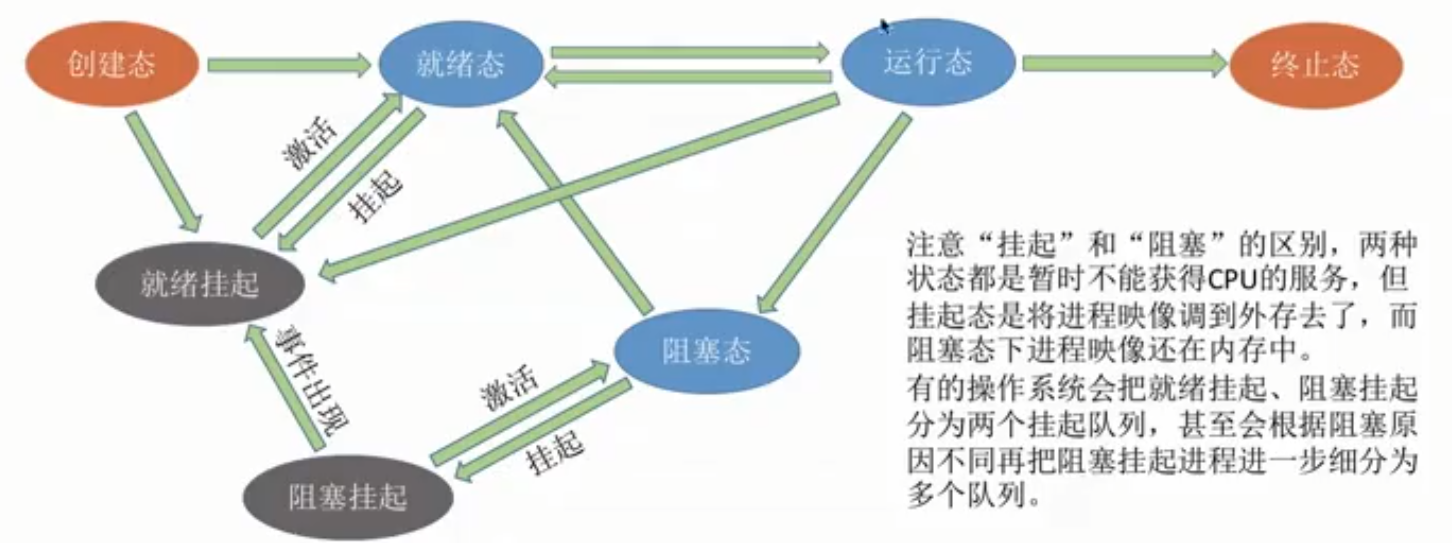 创建态
就绪态
运行态
终止态
激活
挂起
就绪挂起
事件出现
阻塞态
激活
挂起
阻塞挂起
注意“挂起”和“阻塞”的区别，两种
状态都是暂时不能获得CPU的服务，但
挂起态是将进程映像调到外存去了，而
阻塞态下进程映像还在内存中。
有的操作系统会把就绪挂起、阻塞挂起
分为两个挂起队列，甚至会根据阻塞原
因不同再把阻塞挂起进程进一步细分为
多个队列。